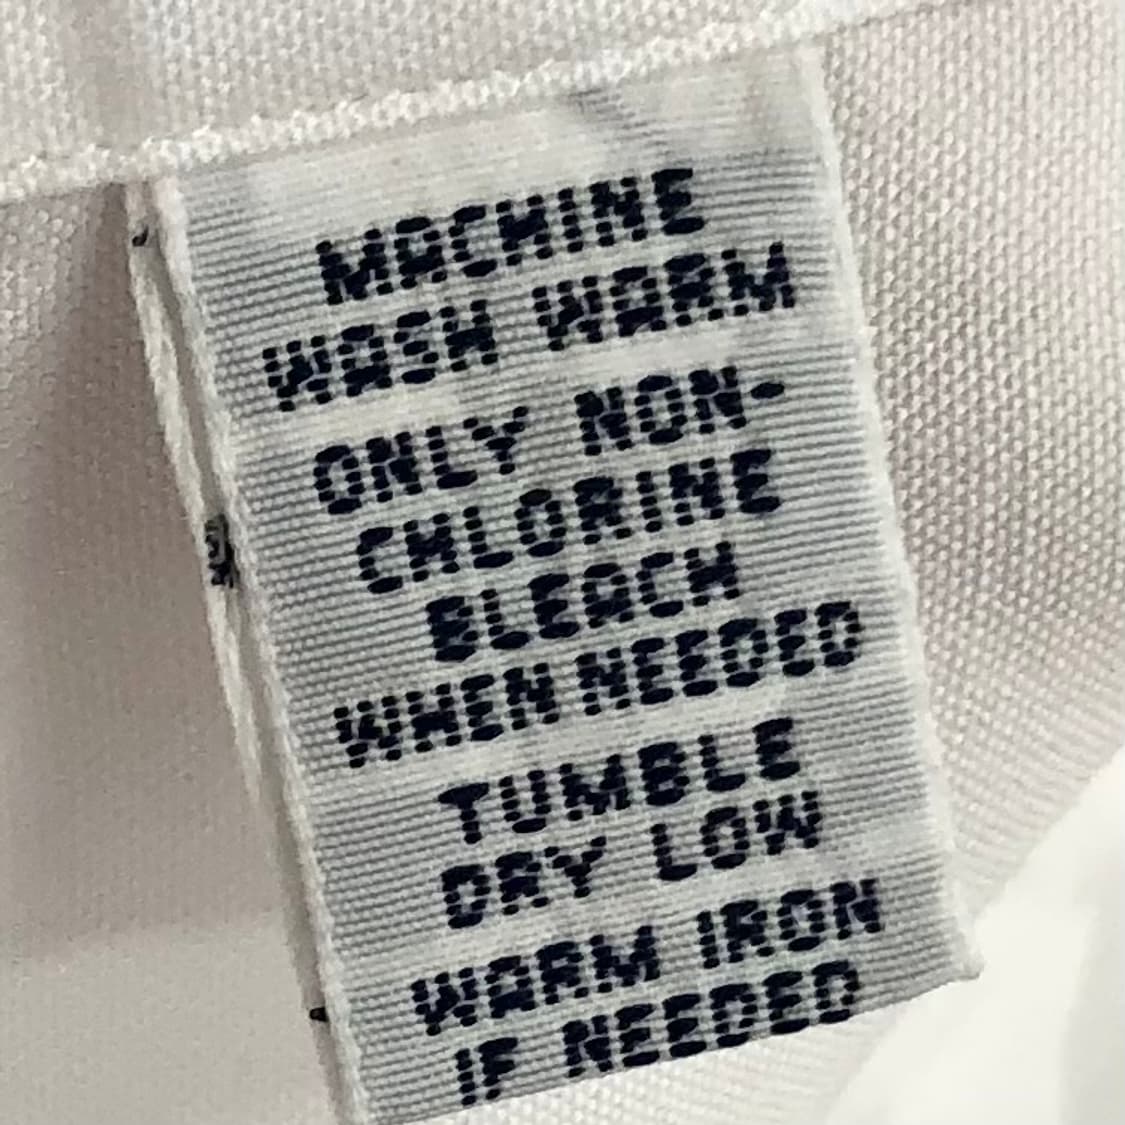 MACHINE
WASH WARM
ONLY NON-
CHLORINE
BLEACH
WHEN NEEDED
TUMBLE
DRY LOW
WARM IRON
IF NEEDED